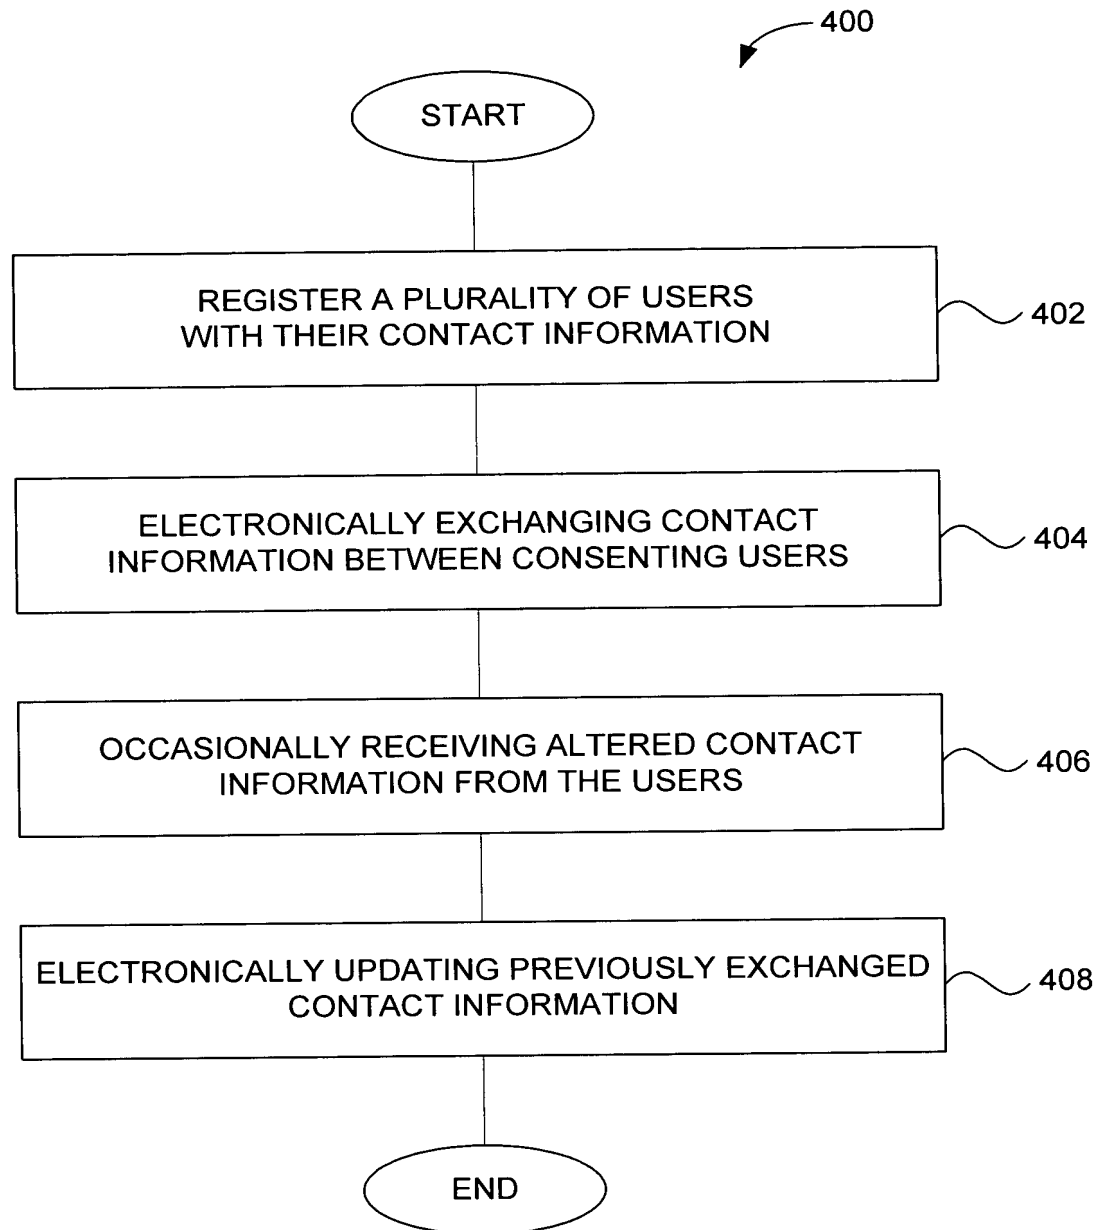 400
START
REGISTER A PLURALITY OF USERS
WITH THEIR CONTACT INFORMATION
402
ELECTRONICALLY EXCHANGING CONTACT
INFORMATION BETWEEN CONSENTING USERS
404
OCCASIONALLY RECEIVING ALTERED CONTACT
INFORMATION FROM THE USERS
406
ELECTRONICALLY UPDATING PREVIOUSLY EXCHANGED
CONTACT INFORMATION
408
END